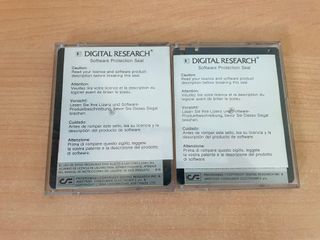 DIGITAL RESEARCH
Software Protection Seal
Caution:
Read your licence and software product
description before breaking this seal.
Attention:
Veuillez lire votre licence et la description du
logiciel avant de briser le sceau.
Vorsicht:
Lesen Sie Ihre Lizenz und Software-
Produktbeschreibung, bevor Sie dieses Siegel
brechen.
Cuidado:
Antes de romper este sello, lea su licencia y la
descripción del producto de software.
Attenzione:
Prima di rompere questo sigillo, leggete
la vostra patente e la descrizione del prodotto
di software.
DIGITAL RESEARCH
Software Protection Seal
Caution:
Read your licence and software product
description before breaking this seal.
Attention:
Veuillez lire votre licence et la description du
logiciel avant de briser le sceau.
Vorsicht:
Lesen Sie Ihre Lizenz und Software-
Produktbeschreibung, bevor Sie dieses Siegel
brechen.
Cuidado:
Antes de romper este sello, lea su licencia y la
descripción del producto de software.
Attenzione:
Prima di rompere questo sigillo, leggete
la vostra patente e la descrizione del prodotto
di software.